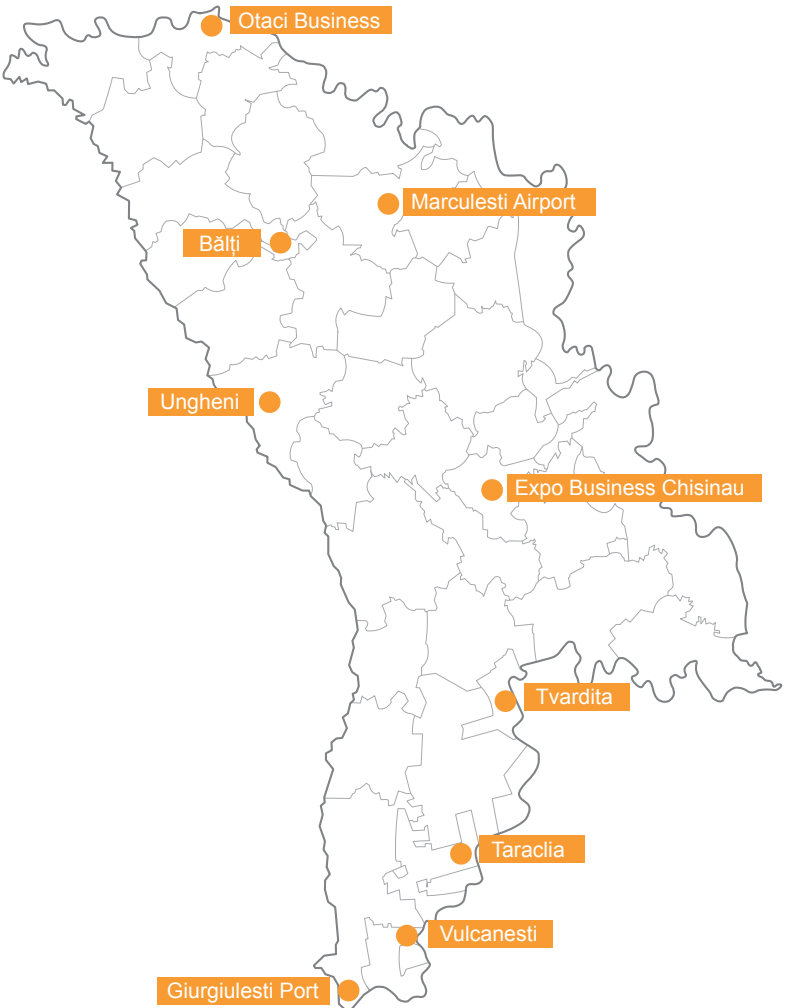 Otaci Business
Marculesti Airport
Bălți
Ungheni
Expo Business Chisinau
Tvardita
Taraclia
Vulcanesti
Giurgiulesti Port